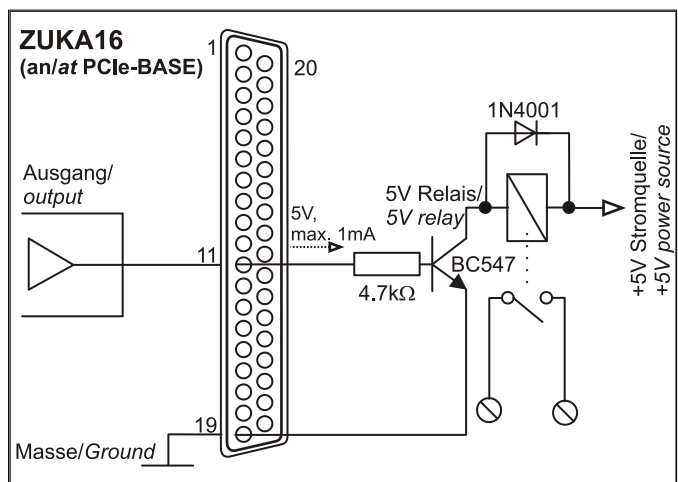 ZUKA16
(an/at PCIe-BASE)
1
20
1N4001
Ausgang/
output
5V,
max. 1mA
5V Relais/
5V relay
+5V Stromquelle/
+5V power source
11
4.7kΩ
BC547
19
Masse/Ground